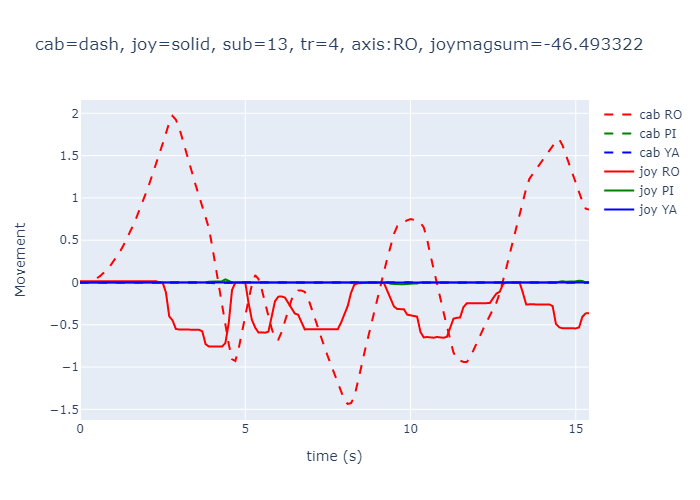 cab=dash, joy=solid, sub=13, tr=4, axis:RO, joymagsum=-46.493322
2
1.5
1
0.5
0
−0.5
−1
−1.5
Movement
0
5
10
15
time (s)
cab RO
cab PI
cab YA
joy RO
joy PI
joy YA